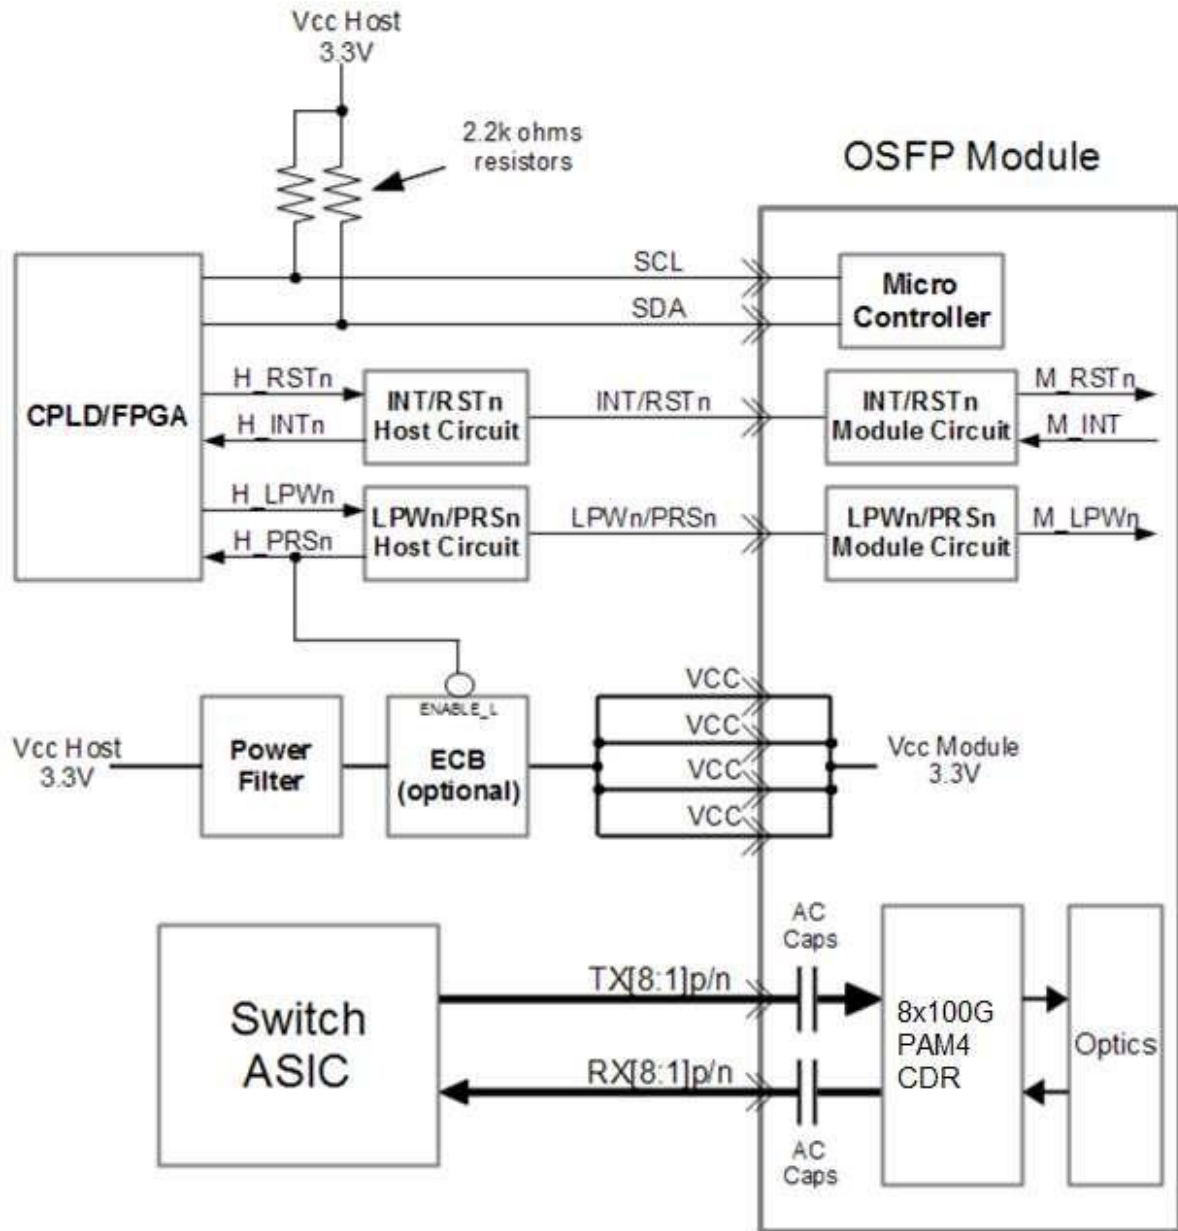 Vcc Host
3.3V
2.2k ohms
resistors
OSFP Module
SCL
SDA
Micro
Controller
CPLD/FPGA
H_RSTn
H_INTn
INT/RSTn
Host Circuit
INT/RSTn
INT/RSTn
Module Circuit
M_RSTn
M_INT
H_LPWn
H_PRSn
LPWn/PRSn
Host Circuit
LPWn/PRSn
LPWn/PRSn
Module Circuit
M_LPWn
Vcc Host
3.3V
Power
Filter
ENABLE_L
ECB
(optional)
VCC
VCC
VCC
VCC
Vcc Module
3.3V
Switch
ASIC
TX[8:1]p/n
RX[8:1]p/n
AC
Caps
AC
Caps
8x100G
PAM4
CDR
Optics